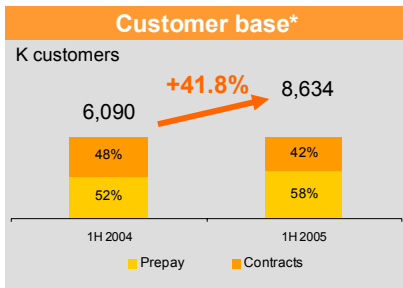 Customer base*
K customers
+41.8%
8,634
6,090
48%
42%
52%
58%
1H 2004
1H 2005
Prepay
Contracts